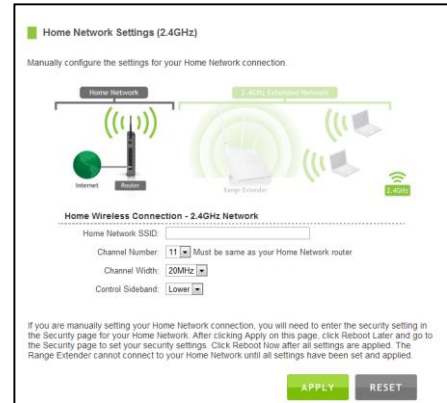 Home Network Settings (2.4GHz)
Manually configure the settings for your Home Network connection.
Home Network
2.4GHz Extended Network
Internet
Router
Range Extender
2.4GHz
Home Wireless Connection - 2.4GHz Network
Home Network SSID:
Channel Number: 11 Must be same as your Home Network router
Channel Width: 20MHz
Control Sideband: Lower
If you are manually setting your Home Network connection, you will need to enter the security setting in
the Security page for your Home Network. After clicking Apply on this page, click Reboot Later and go to
the Security page to set your security settings. Click Reboot Now after all settings are applied. The
Range Extender cannot connect to your Home Network until all settings have been set and applied.
APPLY
RESET